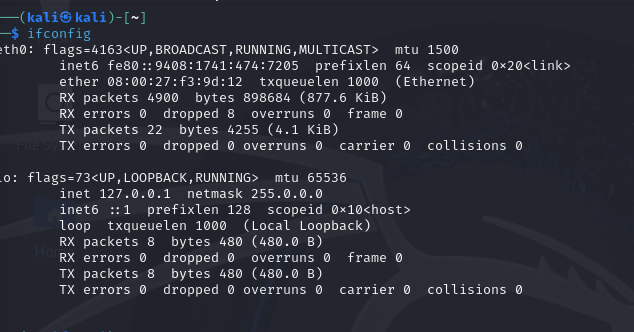 ──(kali㉿kali)-[~]
─$ ifconfig
eth0: flags=4163<UP,BROADCAST,RUNNING,MULTICAST>  mtu 1500
        inet6 fe80::9408:1741:474:7205  prefixlen 64  scopeid 0×20<link>
        ether 08:00:27:f3:9d:12  txqueuelen 1000  (Ethernet)
        RX packets 4900  bytes 898684 (877.6 KiB)
        RX errors 0  dropped 8  overruns 0  frame 0
        TX packets 22  bytes 4255 (4.1 KiB)
        TX errors 0  dropped 0 overruns 0  carrier 0  collisions 0

lo: flags=73<UP,LOOPBACK,RUNNING>  mtu 65536
        inet 127.0.0.1  netmask 255.0.0.0
        inet6 ::1  prefixlen 128  scopeid 0×10<host>
        loop  txqueuelen 1000  (Local Loopback)
        RX packets 8  bytes 480 (480.0 B)
        RX errors 0  dropped 0  overruns 0  frame 0
        TX packets 8  bytes 480 (480.0 B)
        TX errors 0  dropped 0 overruns 0  carrier 0  collisions 0